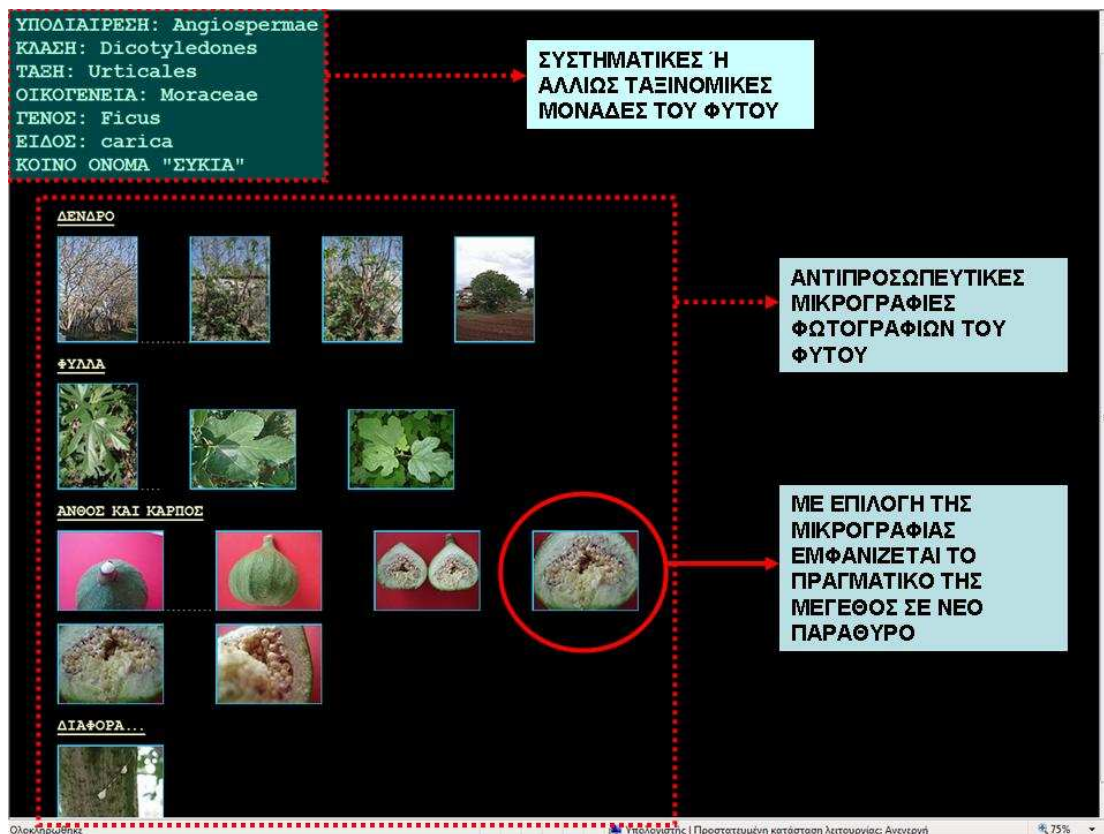 ΥΠΟΔΙΑΙΡΕΣΗ: Angiospermae
ΚΛΑΣΗ: Dicotyledones
ΤΑΞΗ: Urticales
ΟΙΚΟΓΕΝΕΙΑ: Moraceae
ΓΕΝΟΣ: Ficus
ΕΙΔΟΣ: carica
ΚΟΙΝΟ ΟΝΟΜΑ "ΣΥΚΙΑ"
ΣΥΣΤΗΜΑΤΙΚΕΣ Ή
ΑΛΛΙΩΣ ΤΑΞΙΝΟΜΙΚΕΣ
ΜΟΝΑΔΕΣ ΤΟΥ ΦΥΤΟΥ
ΔΕΝΔΡΟ
ΑΝΤΙΠΡΟΣΩΠΕΥΤΙΚΕΣ
ΜΙΚΡΟΓΡΑΦΙΕΣ
ΦΩΤΟΓΡΑΦΙΩΝ ΤΟΥ
ΦΥΤΟΥ
ΦΥΛΛΑ
ΑΝΘΟΣ ΚΑΙ ΚΑΡΠΟΣ
ΜΕ ΕΠΙΛΟΓΗ ΤΗΣ
ΜΙΚΡΟΓΡΑΦΙΑΣ
ΕΜΦΑΝΙΖΕΤΑΙ ΤΟ
ΠΡΑΓΜΑΤΙΚΟ ΤΗΣ
ΜΕΓΕΘΟΣ ΣΕ ΝΕΟ
ΠΑΡΑΘΥΡΟ
ΔΙΑΦΟΡΑ...
Ολοκληρώθηκε
Υπολογιστής | Προστατευμένη κατάσταση λειτουργίας: Ανενεργή
75%